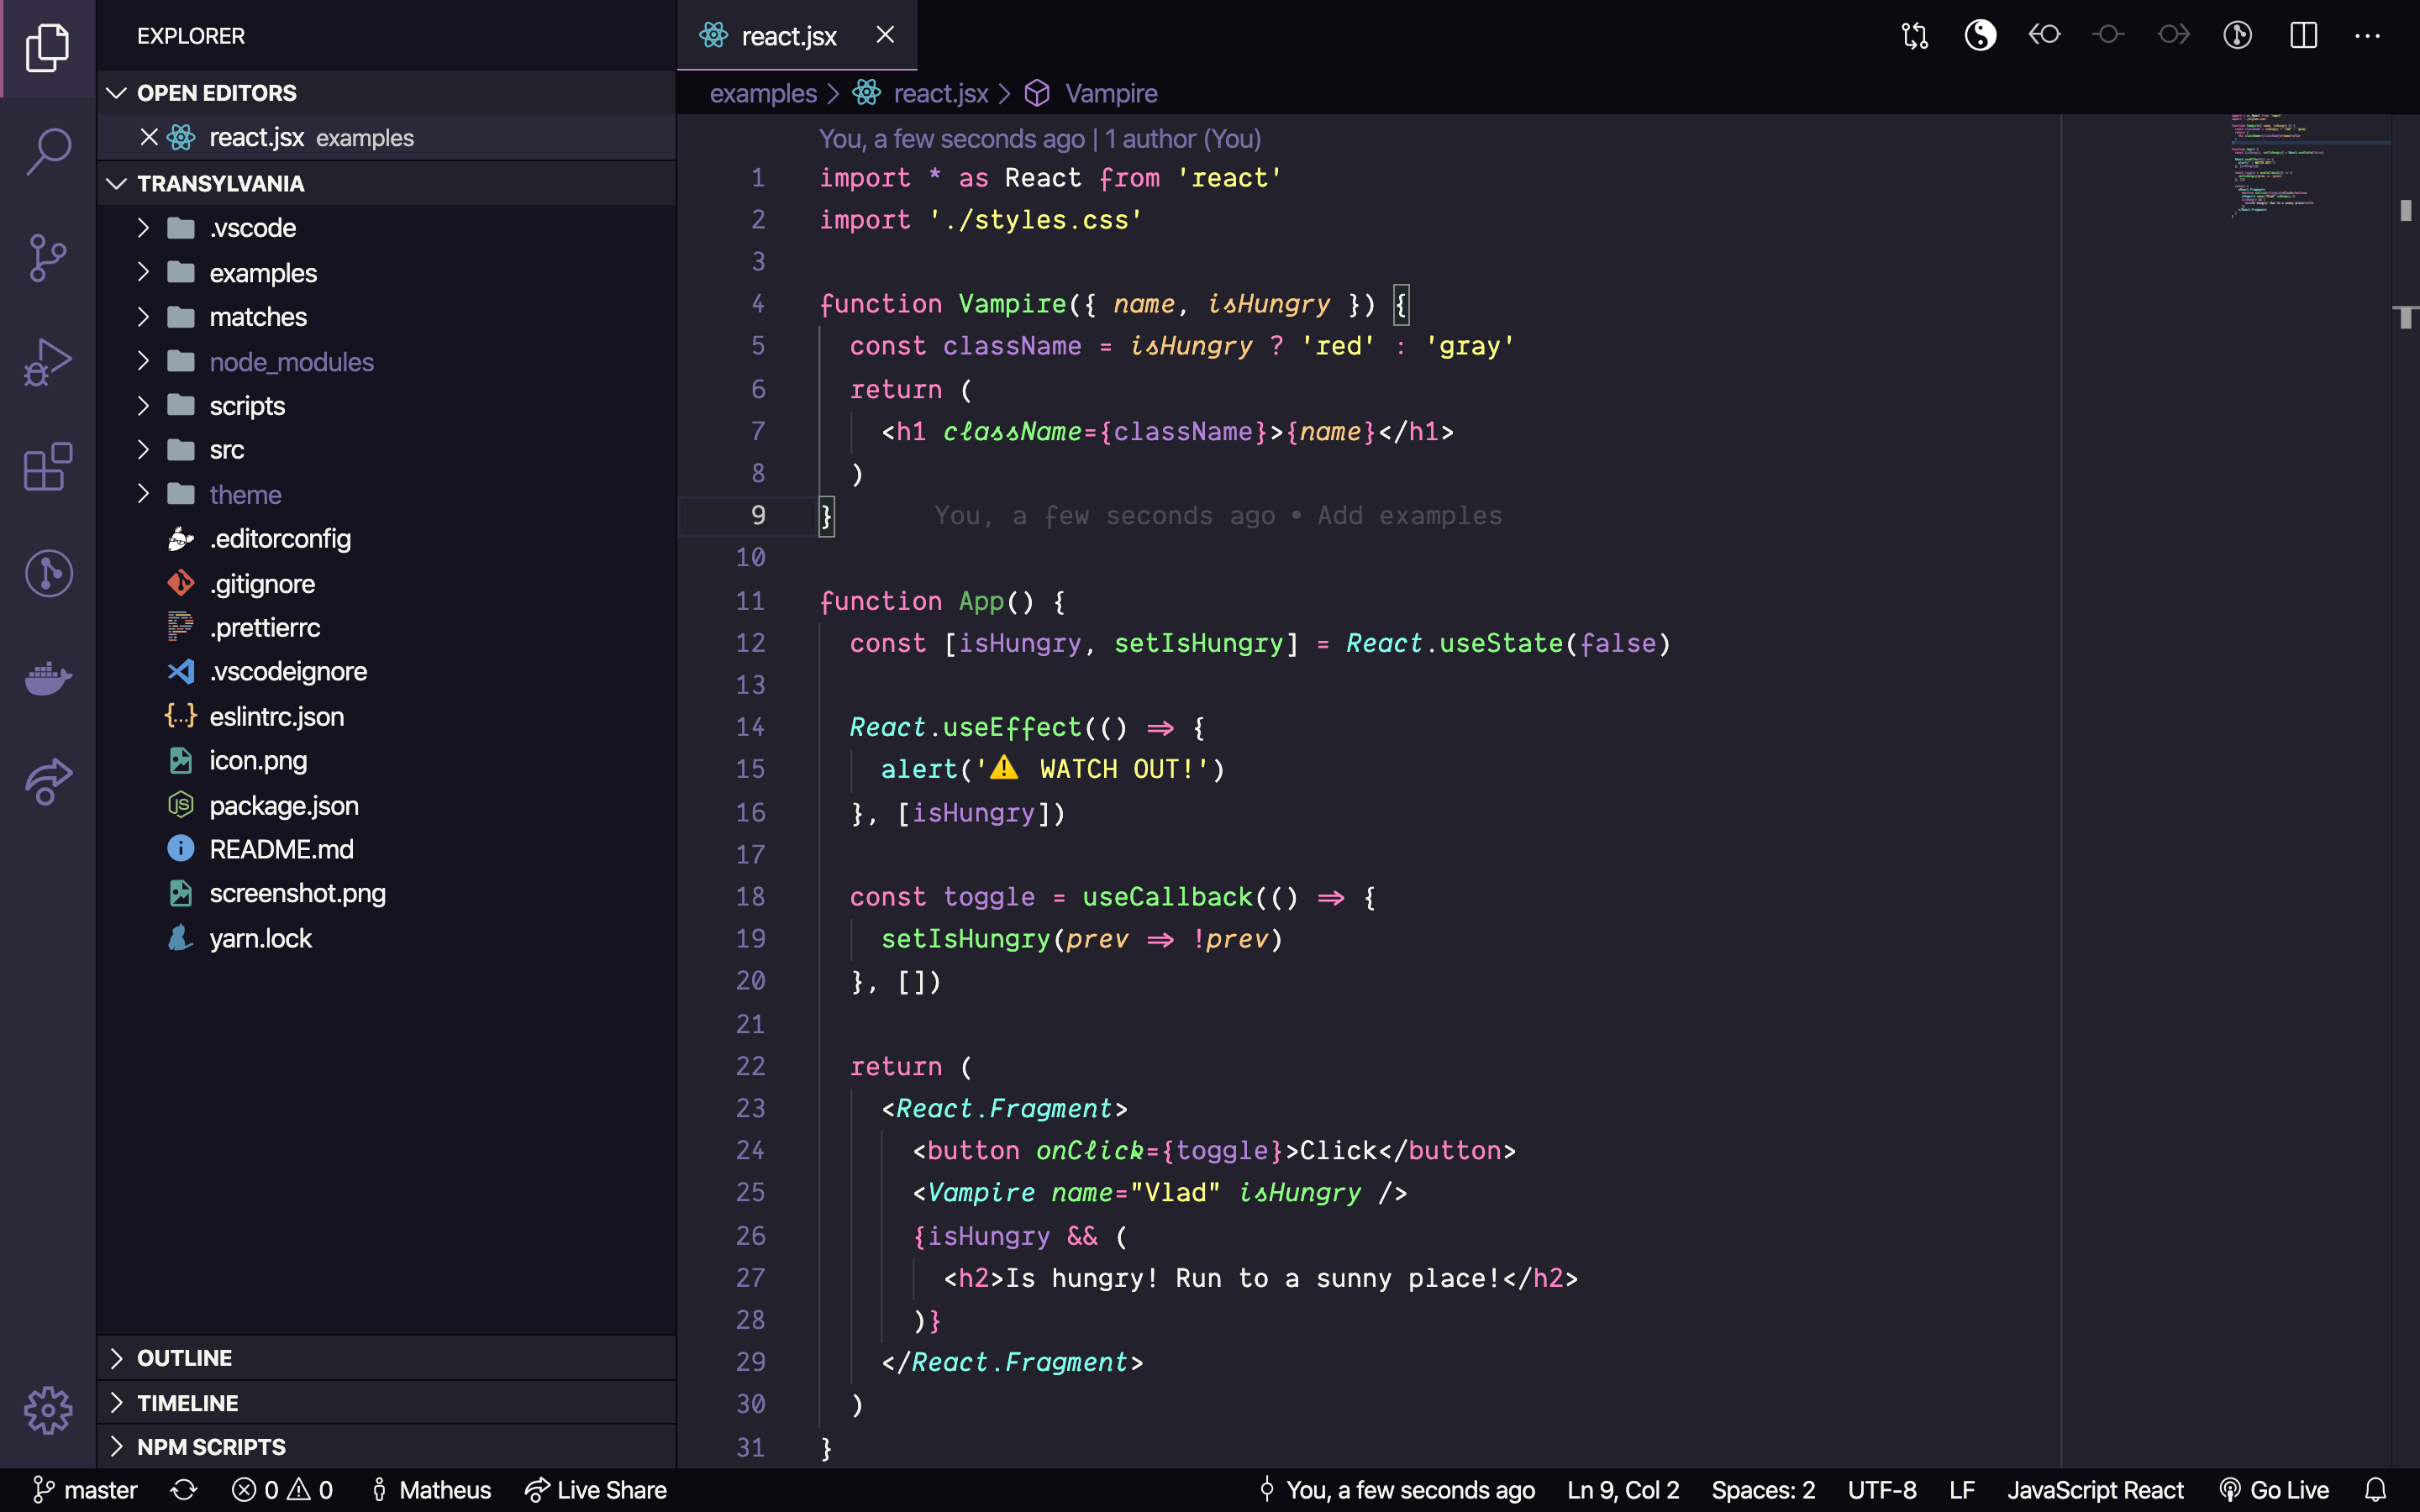 EXPLORER
OPEN EDITORS
react.jsx examples
TRANSYLVANIA
.vscode
examples
matches
node_modules
scripts
src
theme
.editorconfig
.gitignore
.prettierrc
.vscodeignore
eslintrc.json
icon.png
package.json
README.md
screenshot.png
yarn.lock
OUTLINE
TIMELINE
NPM SCRIPTS
react.jsx
examples > react.jsx > Vampire
You, a few seconds ago | 1 author (You)
1 import * as React from 'react'
2 import './styles.css'
3
4 function Vampire({ name, isHungry }) {
5 const className = isHungry ? 'red' : 'gray'
6 return (
7 <h1 className={className}>{name}</h1>
8 )
9 } You, a few seconds ago • Add examples
10
11 function App() {
12 const [isHungry, setIsHungry] = React.useState(false)
13
14 React.useEffect(() => {
15 alert('⚠️ WATCH OUT!')
16 }, [isHungry])
17
18 const toggle = useCallback(() => {
19 setIsHungry(prev => !prev)
20 }, [])
21
22 return (
23 <React.Fragment>
24 <button onClick={toggle}>Click</button>
25 <Vampire name="Vlad" isHungry />
26 {isHungry && (
27 <h2>Is hungry! Run to a sunny place!</h2>
28 )}
29 </React.Fragment>
30 )
31 }
master 0 0 Matheus Live Share You, a few seconds ago Ln 9, Col 2 Spaces: 2 UTF-8 LF JavaScript React Go Live